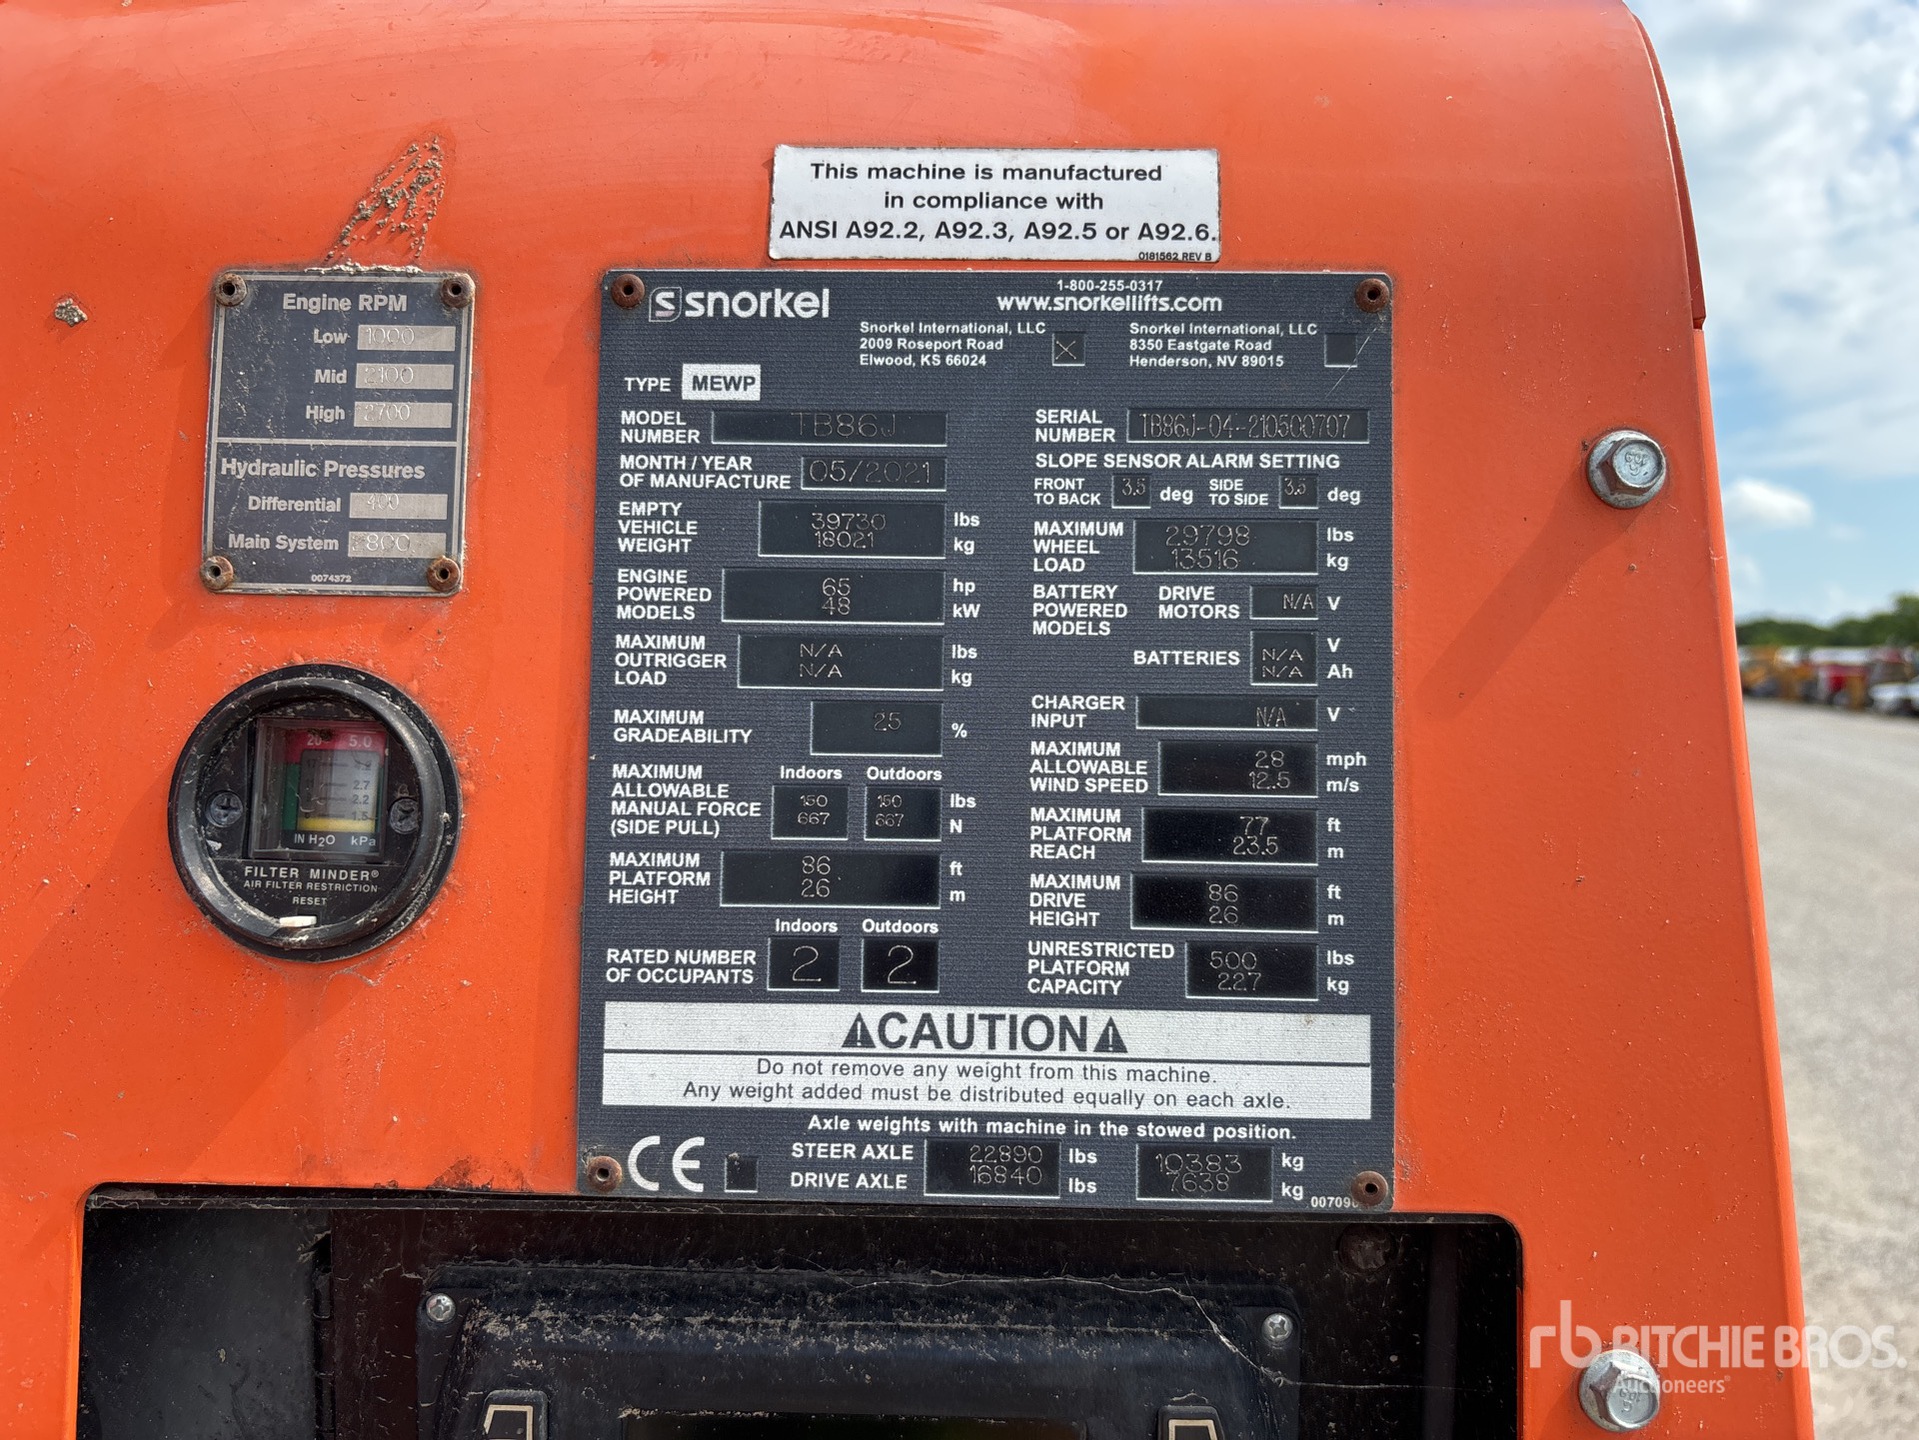 This machine is manufactured
in compliance with
ANSI A92.2, A92.3, A92.5 or A92.6.
0181562 REV B
Engine RPM
Low 1000
Mid 2100
High 2700
Hydraulic Pressures
Differential 400
Main System 2800
0074372
20 5.0
2.7
2.2
1.5
IN H2O kPa
FILTER MINDER®
AIR FILTER RESTRICTION
RESET
snorkel
1-800-255-0317
www.snorkellifts.com
Snorkel International, LLC
2009 Roseport Road
Elwood, KS 66024
Snorkel International, LLC
8350 Eastgate Road
Henderson, NV 89015
TYPE MEWP
MODEL NUMBER TB86J
SERIAL NUMBER TB86J-04-210500707
MONTH / YEAR OF MANUFACTURE 05/2021
SLOPE SENSOR ALARM SETTING
FRONT TO BACK 3.5 deg SIDE TO SIDE 3.5 deg
EMPTY VEHICLE WEIGHT 39730 lbs
18021 kg
MAXIMUM WHEEL LOAD 29798 lbs
13516 kg
ENGINE POWERED MODELS 65 hp
48 kW
BATTERY POWERED MODELS DRIVE MOTORS N/A V
BATTERIES N/A V
N/A Ah
MAXIMUM OUTRIGGER LOAD N/A lbs
N/A kg
CHARGER INPUT N/A V
MAXIMUM GRADEABILITY 25 %
MAXIMUM ALLOWABLE WIND SPEED 28 mph
12.5 m/s
Indoors Outdoors
MAXIMUM ALLOWABLE MANUAL FORCE (SIDE PULL) 150 150 lbs
667 667 N
MAXIMUM PLATFORM REACH 77 ft
23.5 m
MAXIMUM PLATFORM HEIGHT 86 ft
26 m
MAXIMUM DRIVE HEIGHT 86 ft
26 m
Indoors Outdoors
RATED NUMBER OF OCCUPANTS 2 2
UNRESTRICTED PLATFORM CAPACITY 500 lbs
227 kg
CAUTION
Do not remove any weight from this machine.
Any weight added must be distributed equally on each axle.
Axle weights with machine in the stowed position.
CE
STEER AXLE 22890 lbs 10383 kg
DRIVE AXLE 16840 lbs 7638 kg
rb RITCHIE BROS.
Auctioneers